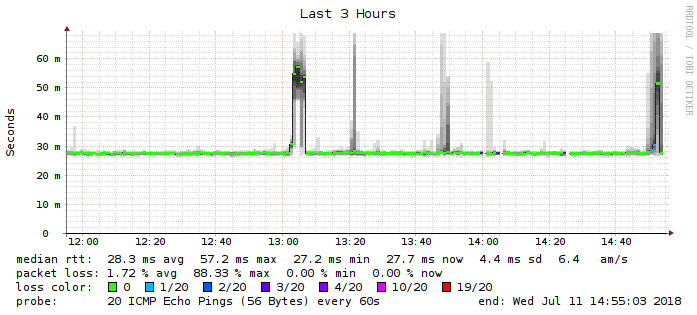 Last 3 Hours
RRDTOOL / TOBI OETIKER
Seconds
60 m
50 m
40 m
30 m
20 m
10 m
0
12:00 12:20 12:40 13:00 13:20 13:40 14:00 14:20 14:40
median rtt: 28.3 ms avg 57.2 ms max 27.2 ms min 27.7 ms now 4.4 ms sd 6.4 am/s
packet loss: 1.72 % avg 88.33 % max 0.00 % min 0.00 % now
loss color: 0 1/20 2/20 3/20 4/20 10/20 19/20
probe: 20 ICMP Echo Pings (56 Bytes) every 60s end: Wed Jul 11 14:55:03 2018